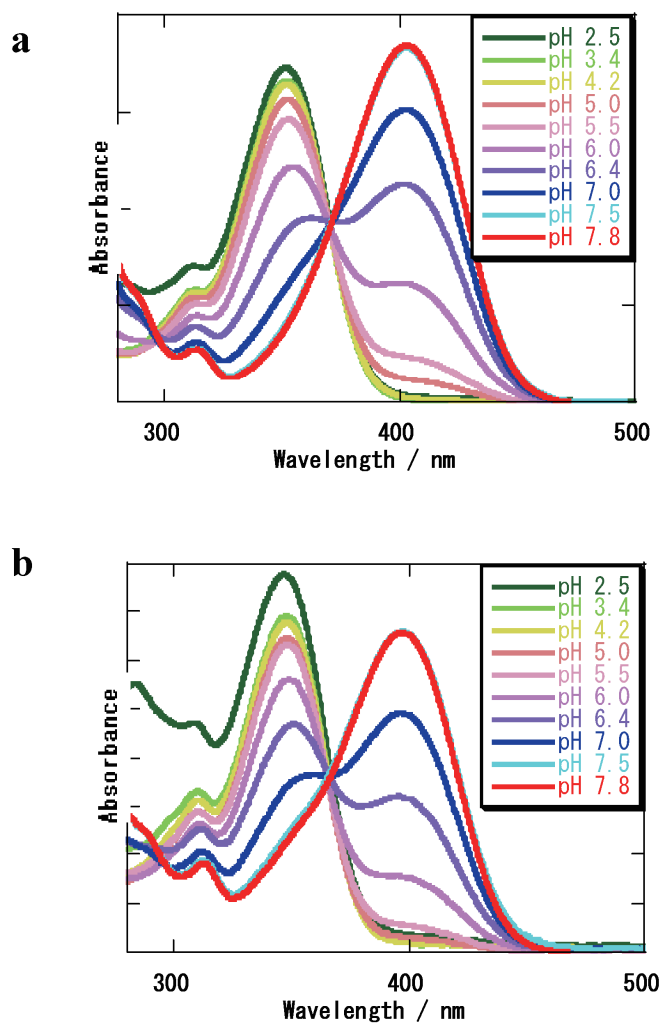 a
pH 2.5
pH 3.4
pH 4.2
pH 5.0
pH 5.5
pH 6.0
pH 6.4
pH 7.0
pH 7.5
pH 7.8
Absorbance
300 400 500
Wavelength / nm
b
pH 2.5
pH 3.4
pH 4.2
pH 5.0
pH 5.5
pH 6.0
pH 6.4
pH 7.0
pH 7.5
pH 7.8
Absorbance
300 400 500
Wavelength / nm